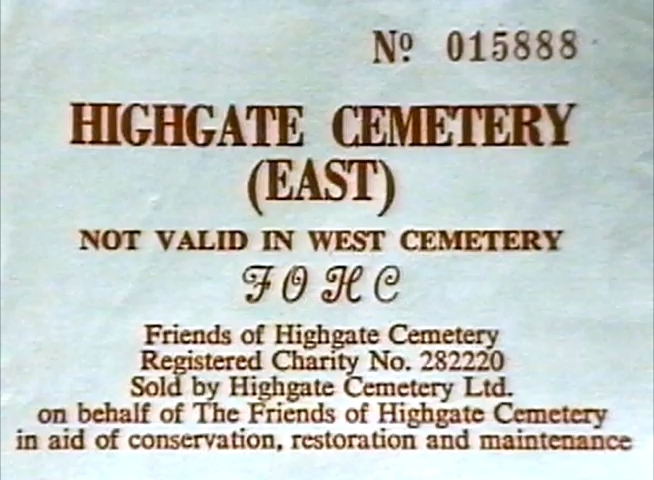 Nº 015888
HIGHGATE CEMETERY
(EAST)
NOT VALID IN WEST CEMETERY
F O H C
Friends of Highgate Cemetery
Registered Charity No. 282220
Sold by Highgate Cemetery Ltd.
on behalf of The Friends of Highgate Cemetery
in aid of conservation, restoration and maintenance